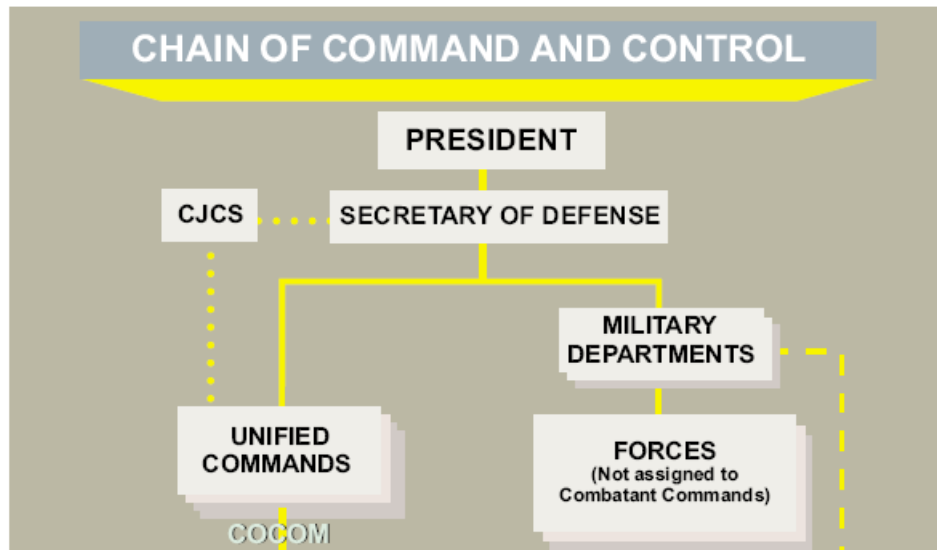 CHAIN OF COMMAND AND CONTROL
PRESIDENT
CJCS
SECRETARY OF DEFENSE
MILITARY
DEPARTMENTS
UNIFIED
COMMANDS
FORCES
(Not assigned to
Combatant Commands)
COCOM